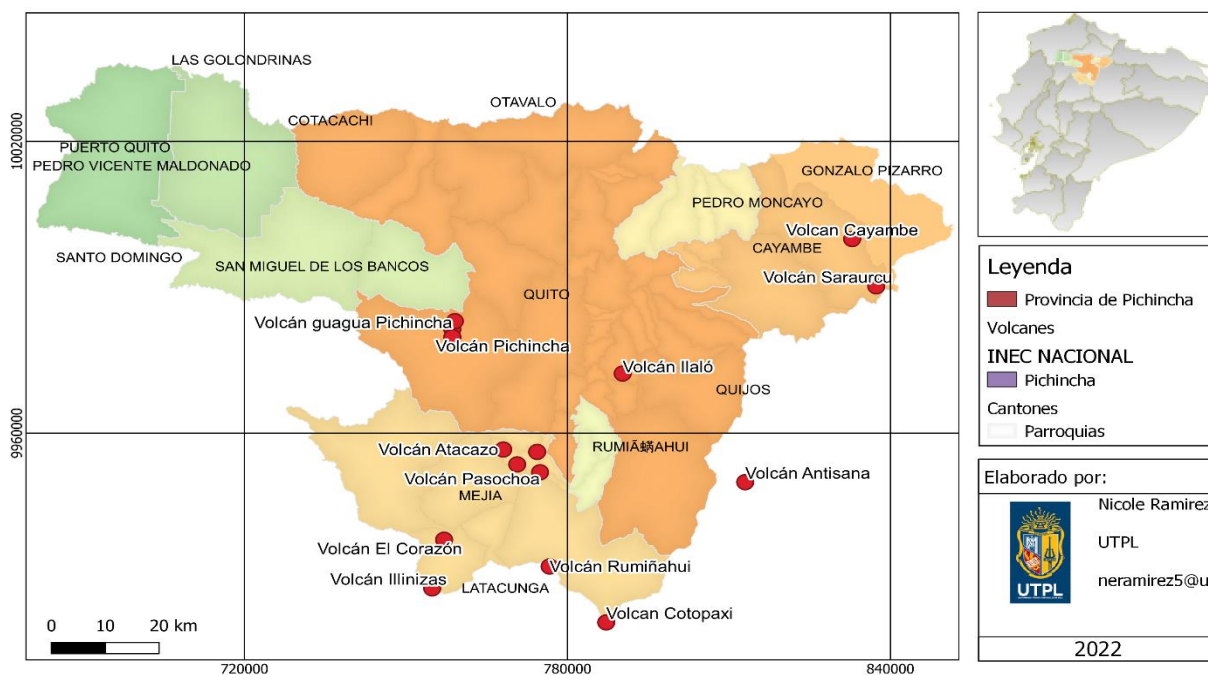 LAS GOLONDRINAS
OTAVALO
COTACACHI
10020000
PUERTO QUITO
PEDRO VICENTE MALDONADO
GONZALO PIZARRO
PEDRO MONCAYO
Volcan Cayambe
CAYAMBE
SANTO DOMINGO
SAN MIGUEL DE LOS BANCOS
Volcán Saraurcu
QUITO
Volcán guagua Pichincha
Volcán Pichincha
Volcán Ilaló
QUIJOS
9960000
Volcán Atacazo
RUMIÃ蝸AHUI
Volcán Pasochoa
Volcán Antisana
MEJIA
Volcán El Corazón
Volcán Rumiñahui
Volcán Illinizas
LATACUNGA
Volcan Cotopaxi
0 10 20 km
720000 780000 840000
Leyenda
Provincia de Pichincha
Volcanes
INEC NACIONAL
Pichincha
Cantones
Parroquias
Elaborado por:
Nicole Ramirez
UTPL
neramirez5@u
UTPL
2022